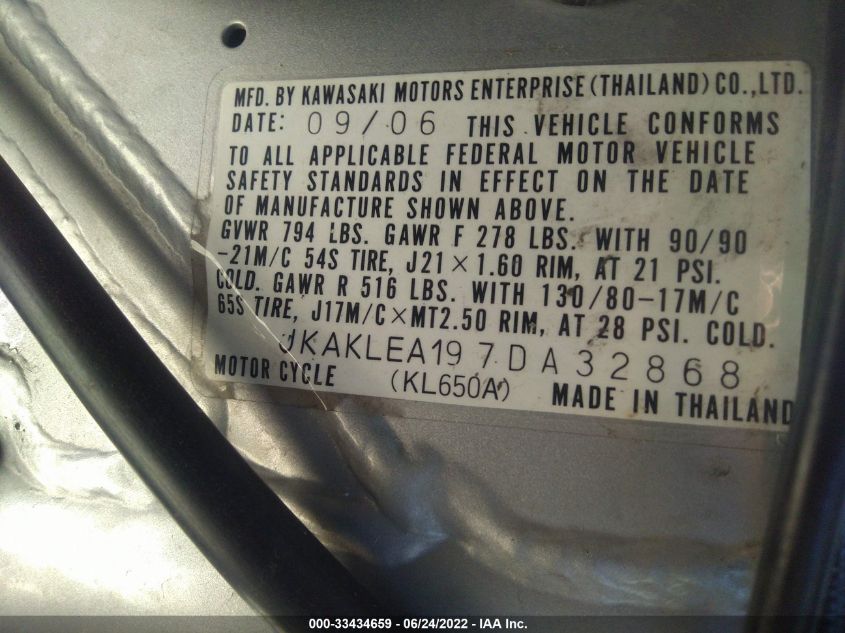 MFD. BY KAWASAKI MOTORS ENTERPRISE (THAILAND) CO.,LTD.
DATE: 09/06 THIS VEHICLE CONFORMS
TO ALL APPLICABLE FEDERAL MOTOR VEHICLE
SAFETY STANDARDS IN EFFECT ON THE DATE
OF MANUFACTURE SHOWN ABOVE.
GVWR 794 LBS. GAWR F 278 LBS. WITH 90/90
-21M/C 54S TIRE, J21×1.60 RIM, AT 21 PSI.
COLD. GAWR R 516 LBS. WITH 130/80-17M/C
65S TIRE, J17M/C×MT2.50 RIM, AT 28 PSI. COLD.
JKAKLEA197DA32868
MOTOR CYCLE (KL650A) MADE IN THAILAND
000-33434659 - 06/24/2022 - IAA Inc.